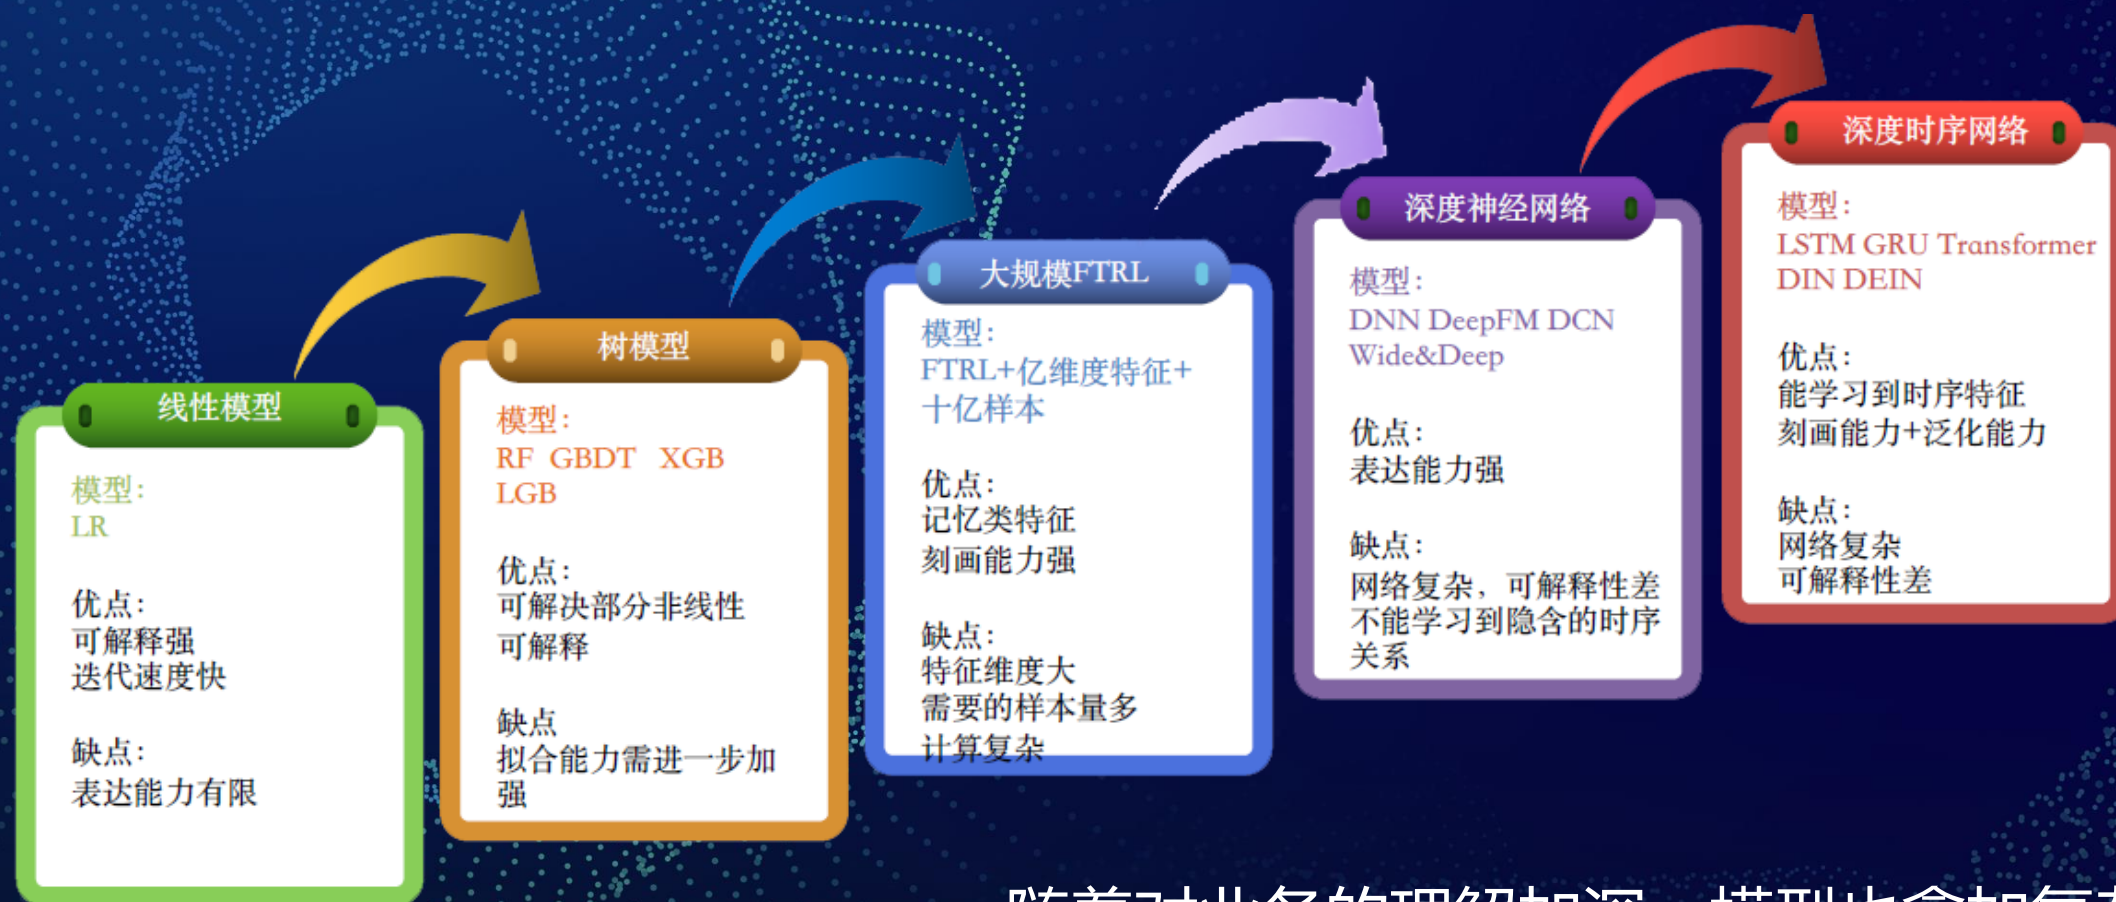 线性模型
模型：
LR
优点：
可解释强
迭代速度快
缺点：
表达能力有限
树模型
模型：
RF GBDT XGB
LGB
优点：
可解决部分非线性
可解释
缺点
拟合能力需进一步加
强
大规模FTRL
模型：
FTRL+亿维度特征+
十亿样本
优点：
记忆类特征
刻画能力强
缺点：
特征维度大
需要的样本量多
计算复杂
深度神经网络
模型：
DNN DeepFM DCN
Wide&Deep
优点：
表达能力强
缺点：
网络复杂，可解释性差
不能学习到隐含的时序
关系
深度时序网络
模型：
LSTM GRU Transformer
DIN DEIN
优点：
能学习到时序特征
刻画能力+泛化能力
缺点：
网络复杂
可解释性差